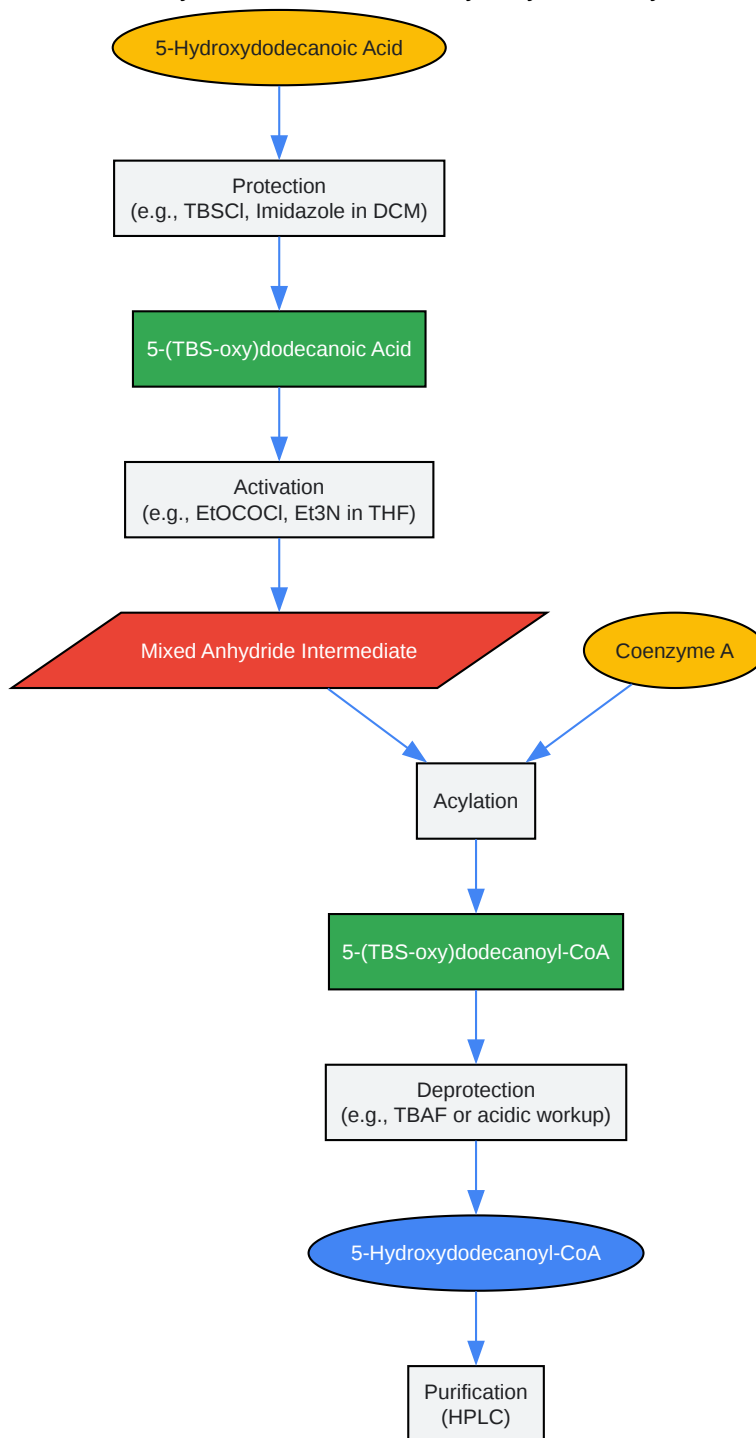 5-Hydroxydodecanoic Acid
Protection
(e.g., TBSCl, Imidazole in DCM)
5-(TBS-oxy)dodecanoic Acid
Activation
(e.g., EtOCOCl, Et3N in THF)
Mixed Anhydride Intermediate
Coenzyme A
Acylation
5-(TBS-oxy)dodecanoyl-CoA
Deprotection
(e.g., TBAF or acidic workup)
5-Hydroxydodecanoyl-CoA
Purification
(HPLC)